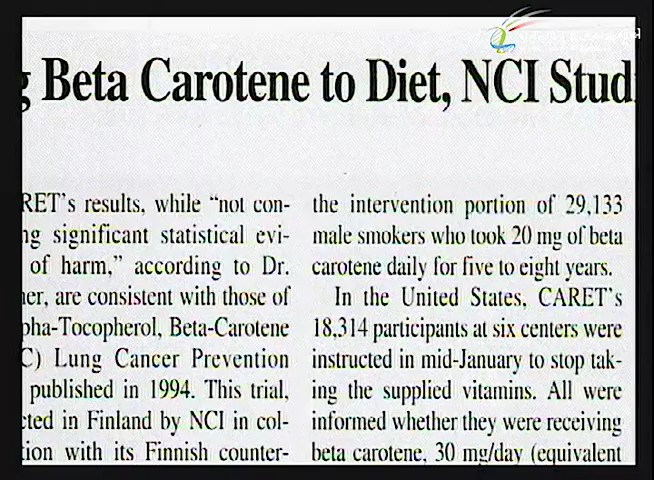 g Beta Carotene to Diet, NCI Stud
RET's results, while "not con-
ng significant statistical evi-
of harm," according to Dr.
er, are consistent with those of
pha-Tocopherol, Beta-Carotene
C) Lung Cancer Prevention
published in 1994. This trial,
cted in Finland by NCI in col-
tion with its Finnish counter-
the intervention portion of 29,133
male smokers who took 20 mg of beta
carotene daily for five to eight years.
In the United States, CARET's
18,314 participants at six centers were
instructed in mid-January to stop tak-
ing the supplied vitamins. All were
informed whether they were receiving
beta carotene, 30 mg/day (equivalent